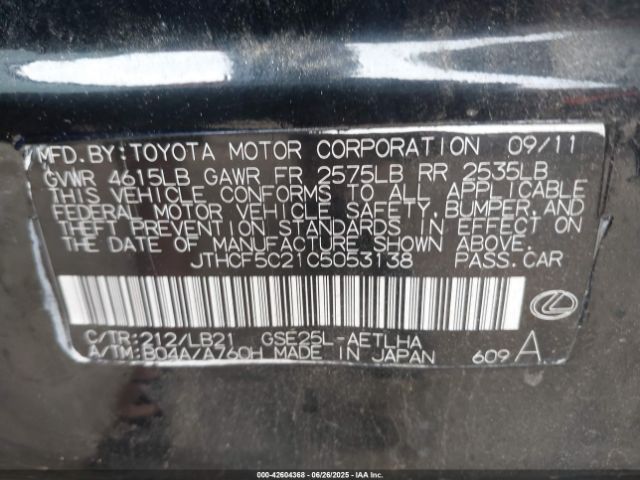 MFD.BY:TOYOTA MOTOR CORPORATION 09/11
GVWR 4615LB GAWR FR 2575LB RR 2535LB
THIS VEHICLE CONFORMS TO ALL APPLICABLE
FEDERAL MOTOR VEHICLE SAFETY, BUMPER, AND
THEFT PREVENTION STANDARDS IN EFFECT ON
THE DATE OF MANUFACTURE SHOWN ABOVE.
JTHCF5C21C5053138 PASS.CAR
C/TR:212/LB21 GSE25L-AETLHA
A/TM:B04A/A760H MADE IN JAPAN 609 A
000-42604368 06/26/2025 IAA Inc.